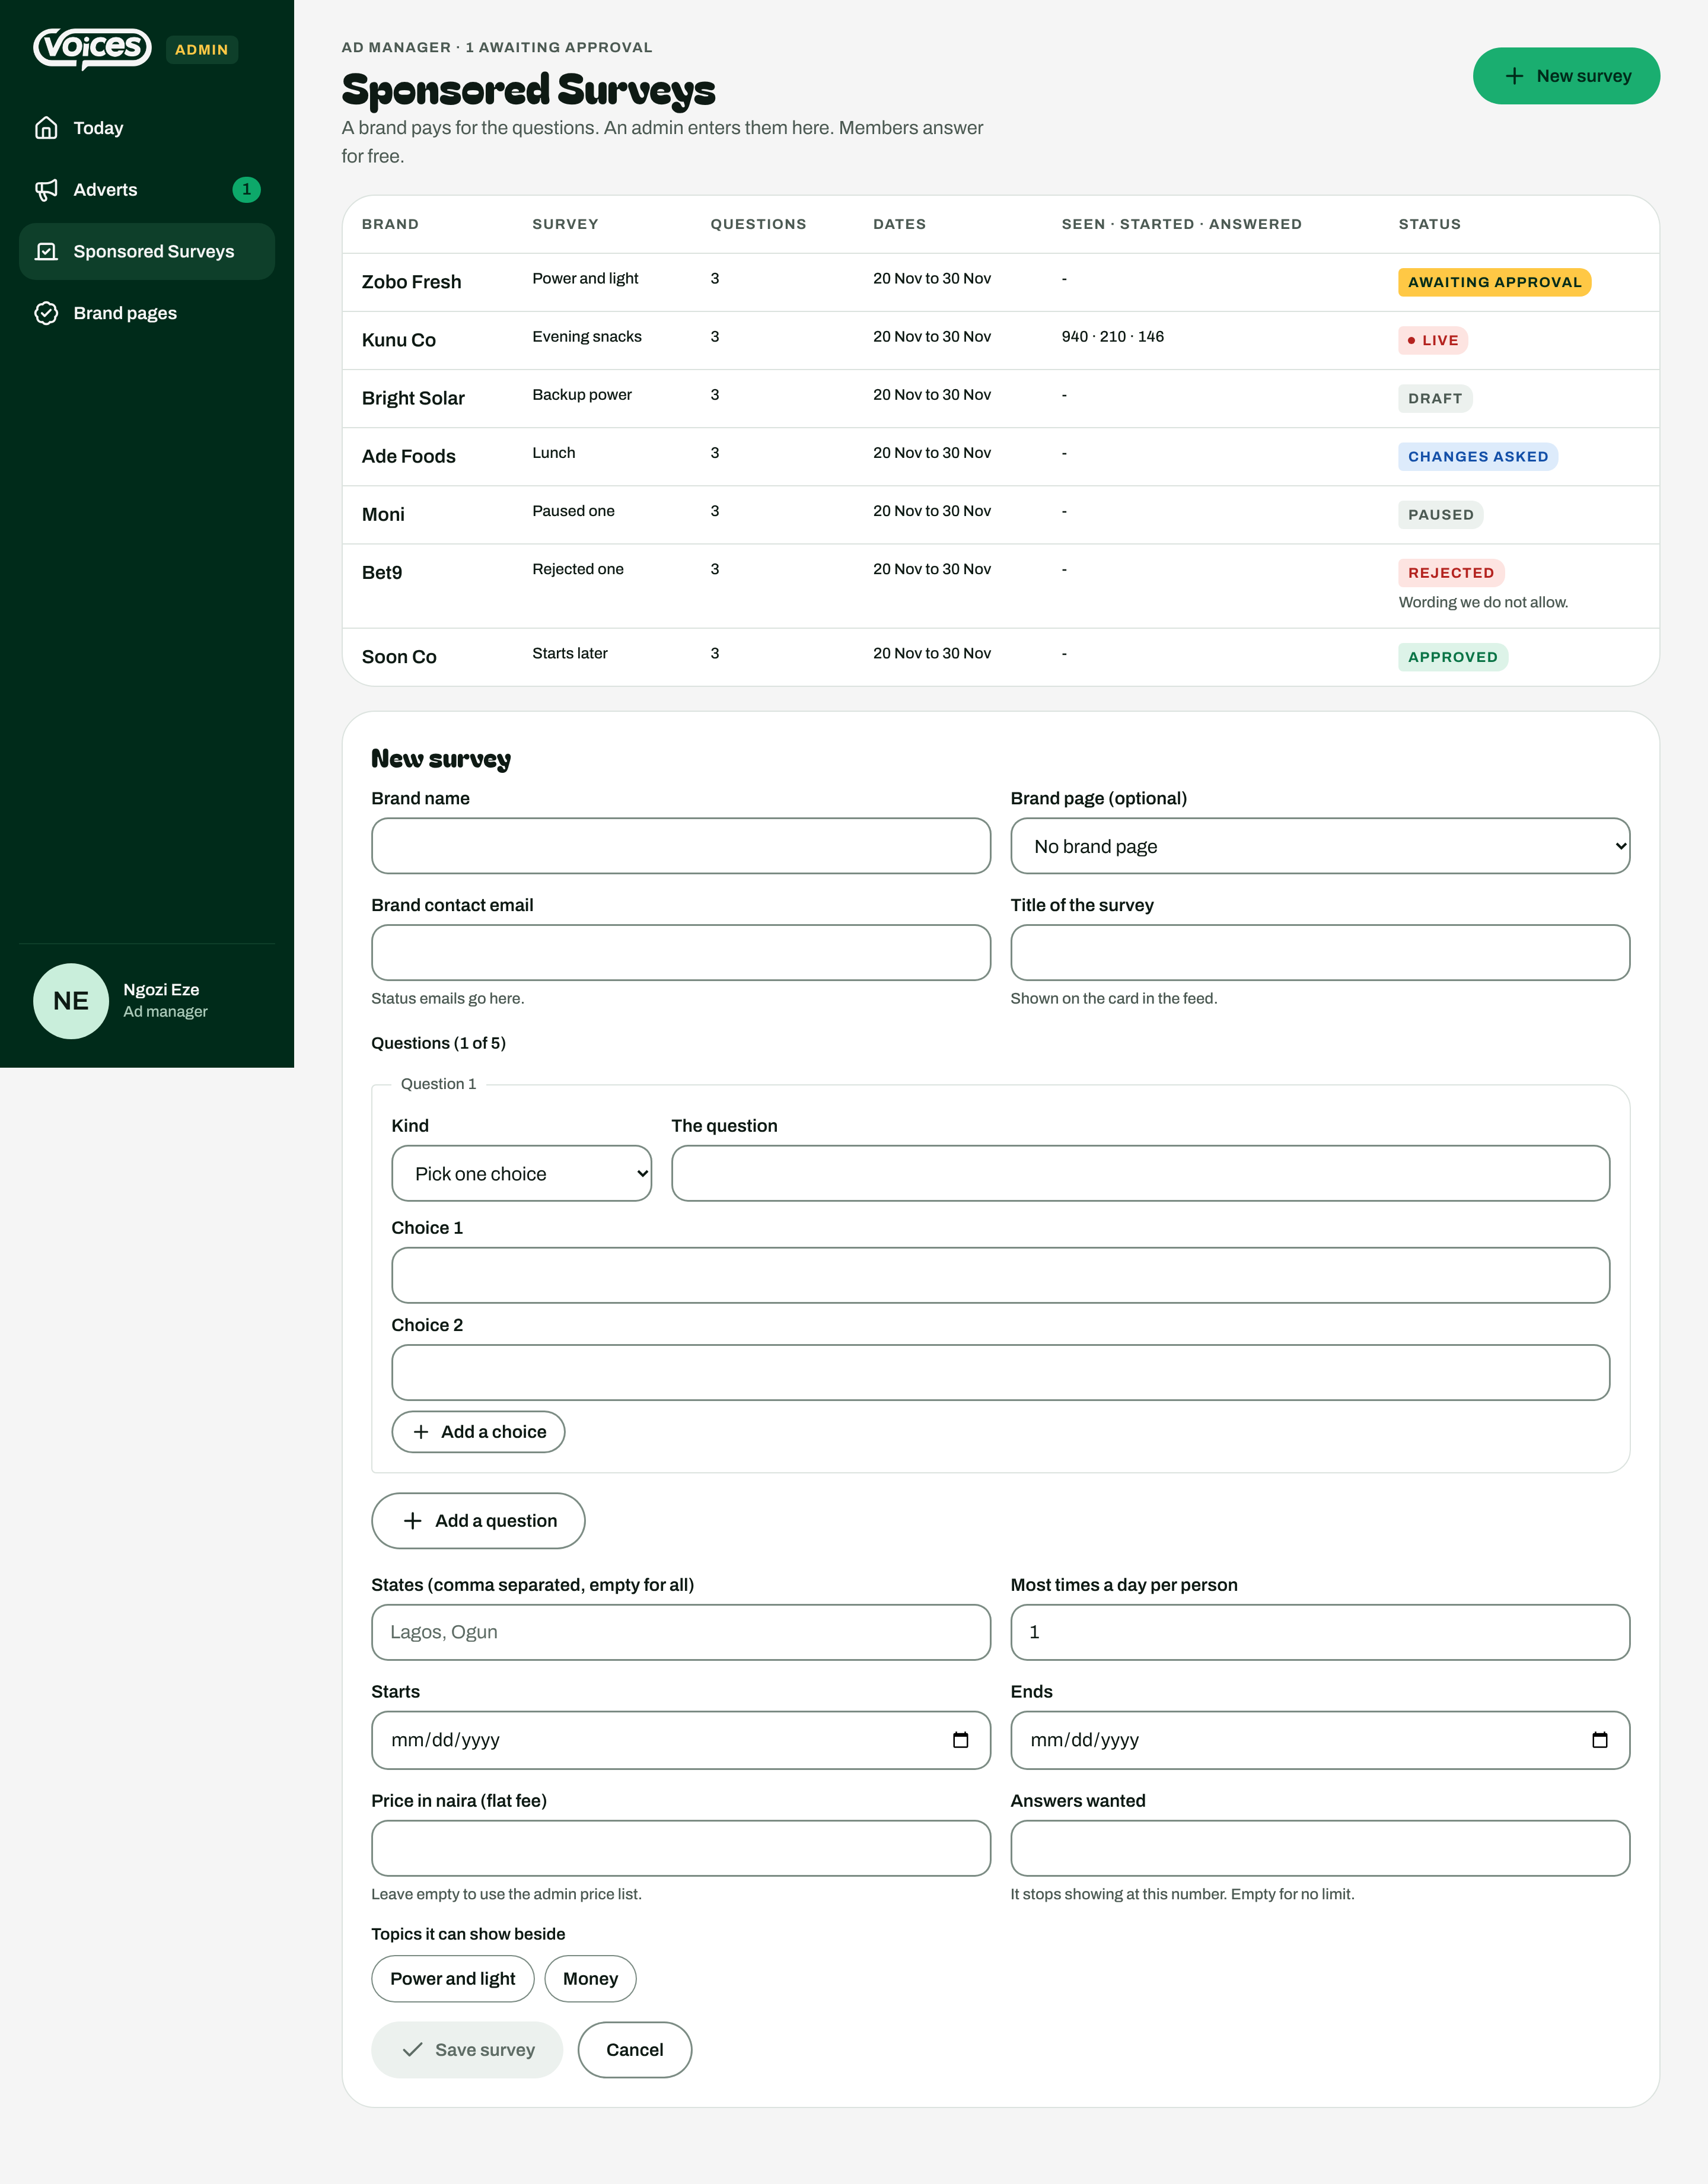 Voices
ADMIN
Today
Adverts
1
Sponsored Surveys
Brand pages
NE
Ngozi Eze
Ad manager
AD MANAGER · 1 AWAITING APPROVAL
Sponsored Surveys
A brand pays for the questions. An admin enters them here. Members answer
for free.
New survey
BRAND SURVEY QUESTIONS DATES SEEN · STARTED · ANSWERED STATUS
Zobo Fresh Power and light 3 20 Nov to 30 Nov - AWAITING APPROVAL
Kunu Co Evening snacks 3 20 Nov to 30 Nov 940 · 210 · 146 LIVE
Bright Solar Backup power 3 20 Nov to 30 Nov - DRAFT
Ade Foods Lunch 3 20 Nov to 30 Nov - CHANGES ASKED
Moni Paused one 3 20 Nov to 30 Nov - PAUSED
Bet9 Rejected one 3 20 Nov to 30 Nov - REJECTED
Wording we do not allow.
Soon Co Starts later 3 20 Nov to 30 Nov - APPROVED
New survey
Brand name Brand page (optional)
No brand page
Brand contact email Title of the survey
Status emails go here. Shown on the card in the feed.
Questions (1 of 5)
Question 1
Kind The question
Pick one choice
Choice 1
Choice 2
Add a choice
Add a question
States (comma separated, empty for all) Most times a day per person
Lagos, Ogun 1
Starts Ends
mm/dd/yyyy mm/dd/yyyy
Price in naira (flat fee) Answers wanted
Leave empty to use the admin price list. It stops showing at this number. Empty for no limit.
Topics it can show beside
Power and light Money
Save survey Cancel